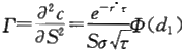 Γ = ∂²c/∂S² = e^(-r*τ)/(Sσ√τ) Φ(d₁)